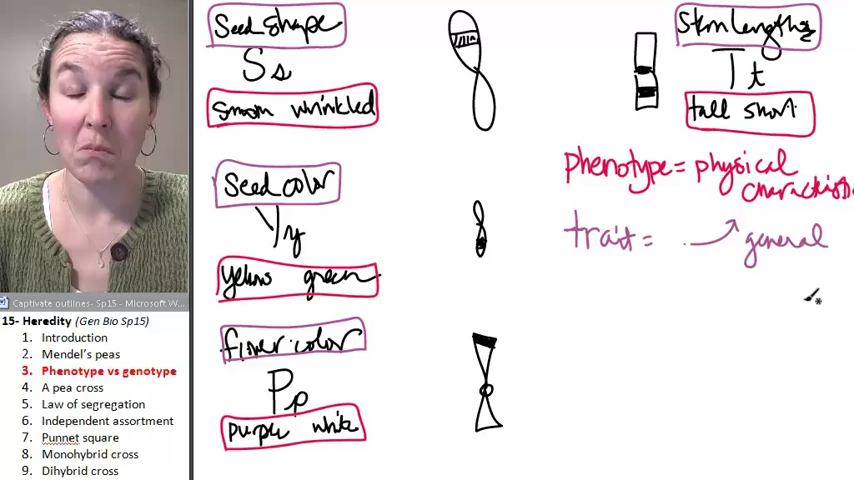 Seed shape
Ss
smooth wrinkled
Seed color
Yy
yellow green
flower color
Pp
purple white
Stem length
Tt
tall short
phenotype = physical
characteristic
trait = general
Captivate outlines- Sp15 - Microsoft W
15- Heredity (Gen Bio Sp15)
1. Introduction
2. Mendel's peas
3. Phenotype vs genotype
4. A pea cross
5. Law of segregation
6. Independent assortment
7. Punnet square
8. Monohybrid cross
9. Dihybrid cross